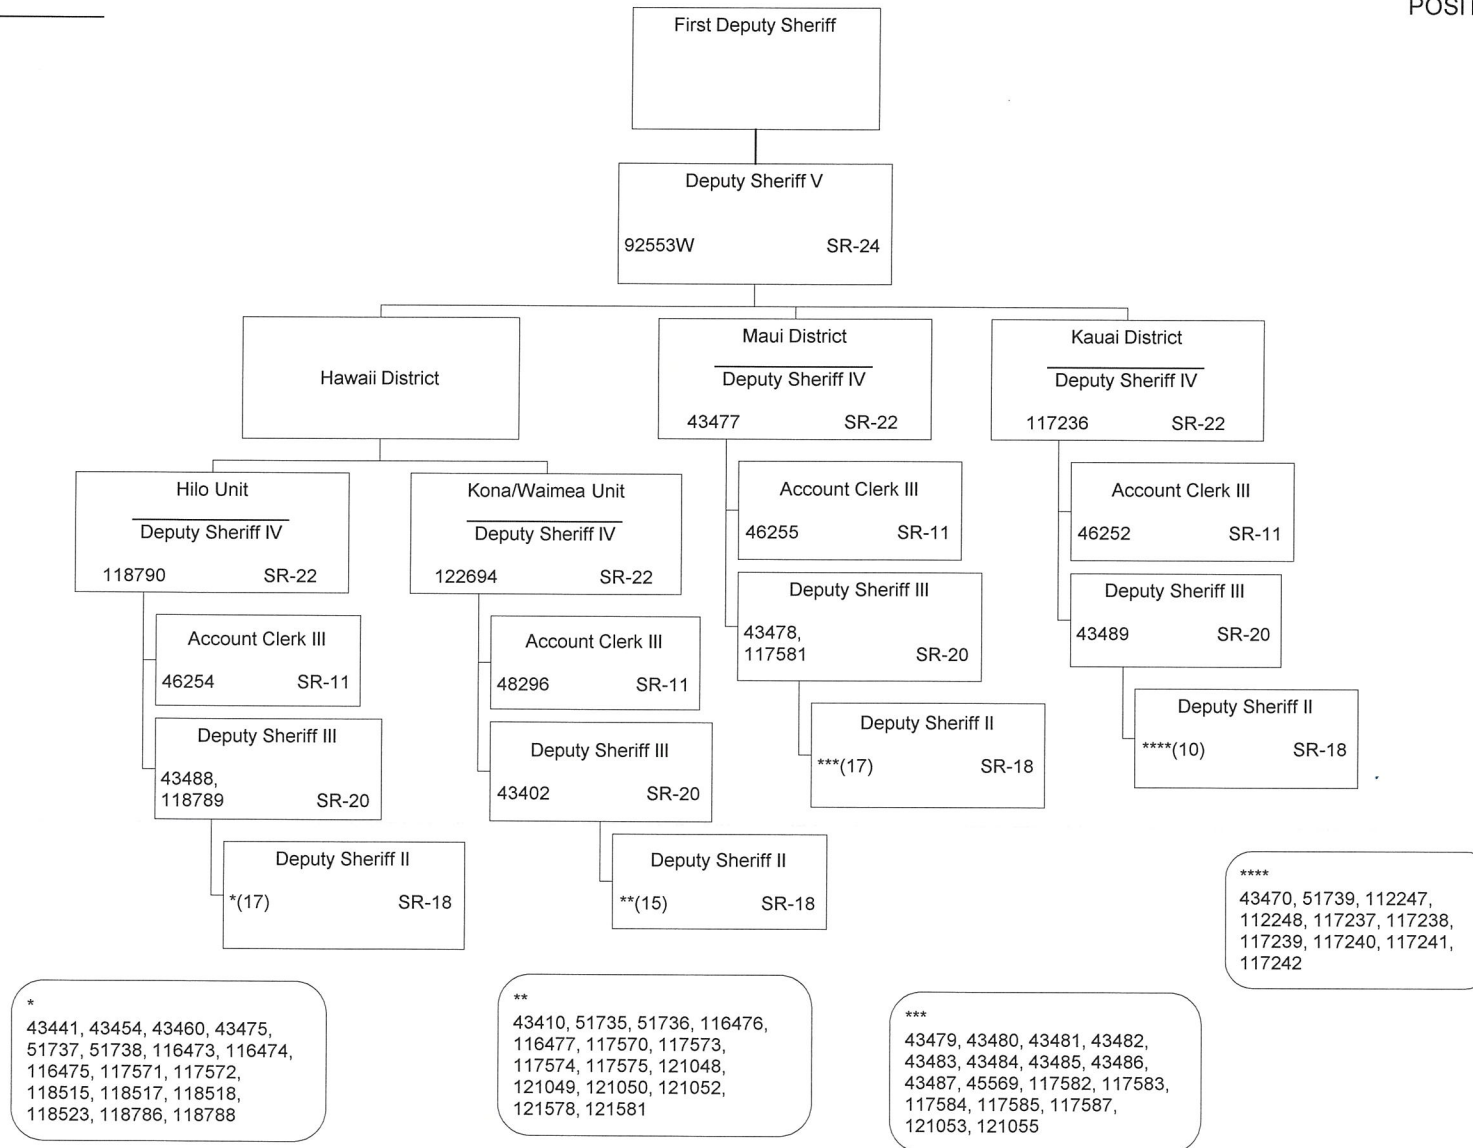 POSIT
First Deputy Sheriff
Deputy Sheriff V
92553W SR-24
Hawaii District
Maui District
Deputy Sheriff IV
43477 SR-22
Kauai District
Deputy Sheriff IV
117236 SR-22
Hilo Unit
Deputy Sheriff IV
118790 SR-22
Kona/Waimea Unit
Deputy Sheriff IV
122694 SR-22
Account Clerk III
46255 SR-11
Account Clerk III
46252 SR-11
Deputy Sheriff III
43478,
117581 SR-20
Deputy Sheriff III
43489 SR-20
Account Clerk III
46254 SR-11
Account Clerk III
48296 SR-11
Deputy Sheriff II
***(17) SR-18
Deputy Sheriff II
****(10) SR-18
Deputy Sheriff III
43488,
118789 SR-20
Deputy Sheriff III
43402 SR-20
Deputy Sheriff II
*(17) SR-18
Deputy Sheriff II
**(15) SR-18
****
43470, 51739, 112247,
112248, 117237, 117238,
117239, 117240, 117241,
117242
*
43441, 43454, 43460, 43475,
51737, 51738, 116473, 116474,
116475, 117571, 117572,
118515, 118517, 118518,
118523, 118786, 118788
**
43410, 51735, 51736, 116476,
116477, 117570, 117573,
117574, 117575, 121048,
121049, 121050, 121052,
121578, 121581
***
43479, 43480, 43481, 43482,
43483, 43484, 43485, 43486,
43487, 45569, 117582, 117583,
117584, 117585, 117587,
121053, 121055